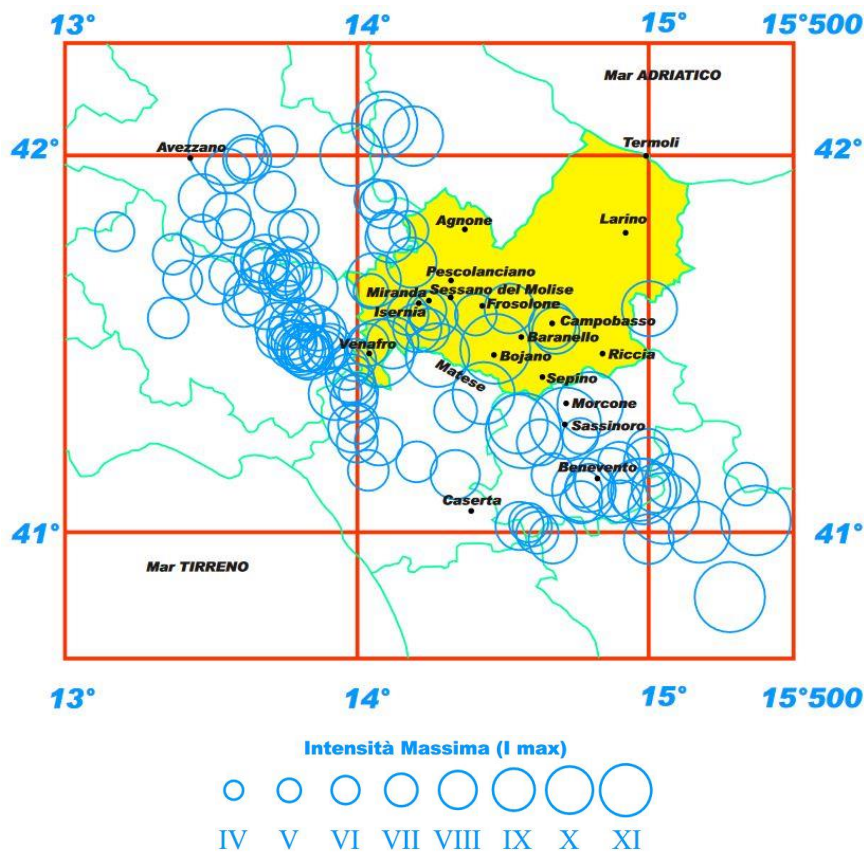 13° 14° 15° 15°500
Mar ADRIATICO
42° Avezzano Termoli 42°
Agnone Larino
Pescolanciano
Miranda Sessano del Molise
Isernia Frosolone
Campobasso
Baranello
Venafro Bojano Riccia
Matese Sepino
Morcone
Sassinoro
Benevento
Caserta
41° 41°
Mar TIRRENO
13° 14° 15° 15°500
Intensità Massima (I max)
IV V VI VII VIII IX X XI